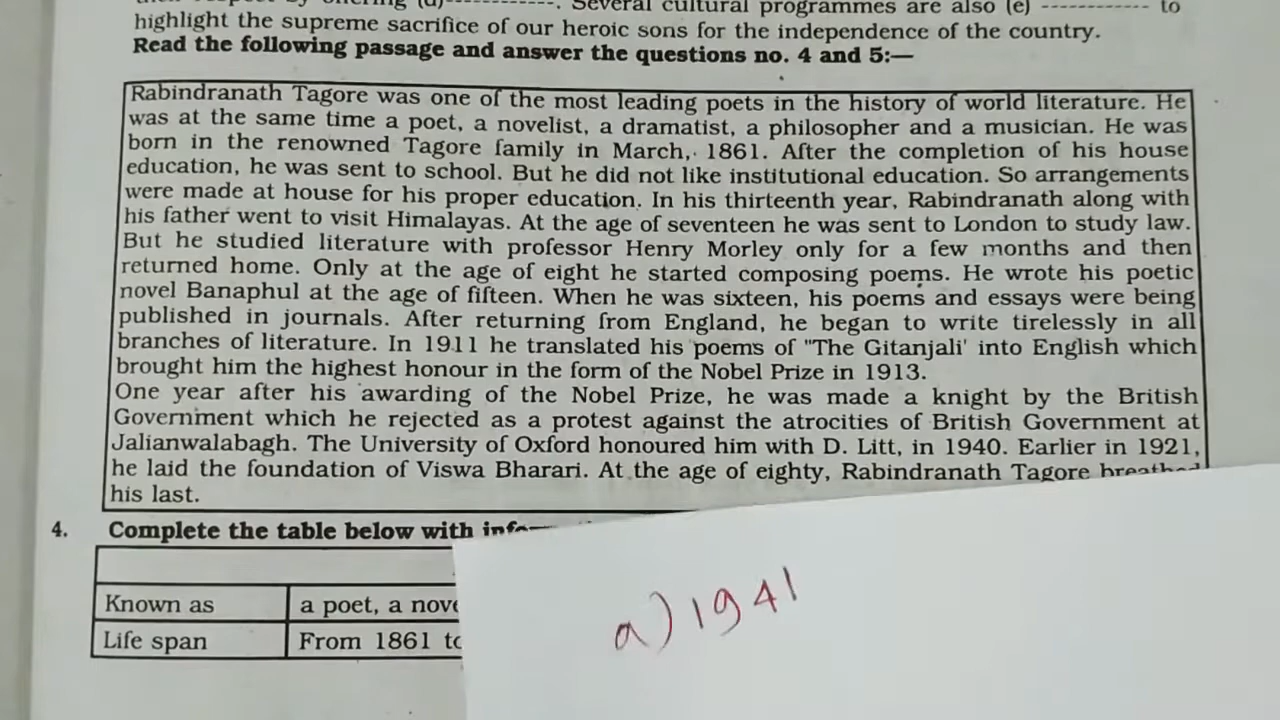 by offering (d)------------. Several cultural programmes are also (e) ------------ to
highlight the supreme sacrifice of our heroic sons for the independence of the country.
Read the following passage and answer the questions no. 4 and 5:—
Rabindranath Tagore was one of the most leading poets in the history of world literature. He
was at the same time a poet, a novelist, a dramatist, a philosopher and a musician. He was
born in the renowned Tagore family in March, 1861. After the completion of his house
education, he was sent to school. But he did not like institutional education. So arrangements
were made at house for his proper education. In his thirteenth year, Rabindranath along with
his father went to visit Himalayas. At the age of seventeen he was sent to London to study law.
But he studied literature with professor Henry Morley only for a few months and then
returned home. Only at the age of eight he started composing poems. He wrote his poetic
novel Banaphul at the age of fifteen. When he was sixteen, his poems and essays were being
published in journals. After returning from England, he began to write tirelessly in all
branches of literature. In 1911 he translated his poems of "The Gitanjali' into English which
brought him the highest honour in the form of the Nobel Prize in 1913.
One year after his awarding of the Nobel Prize, he was made a knight by the British
Government which he rejected as a protest against the atrocities of British Government at
Jalianwalabagh. The University of Oxford honoured him with D. Litt, in 1940. Earlier in 1921,
he laid the foundation of Viswa Bharari. At the age of eighty, Rabindranath Tagore breathed
his last.
4. Complete the table below with
Known as a poet, a nove
Life span From 1861 to
a) 1941